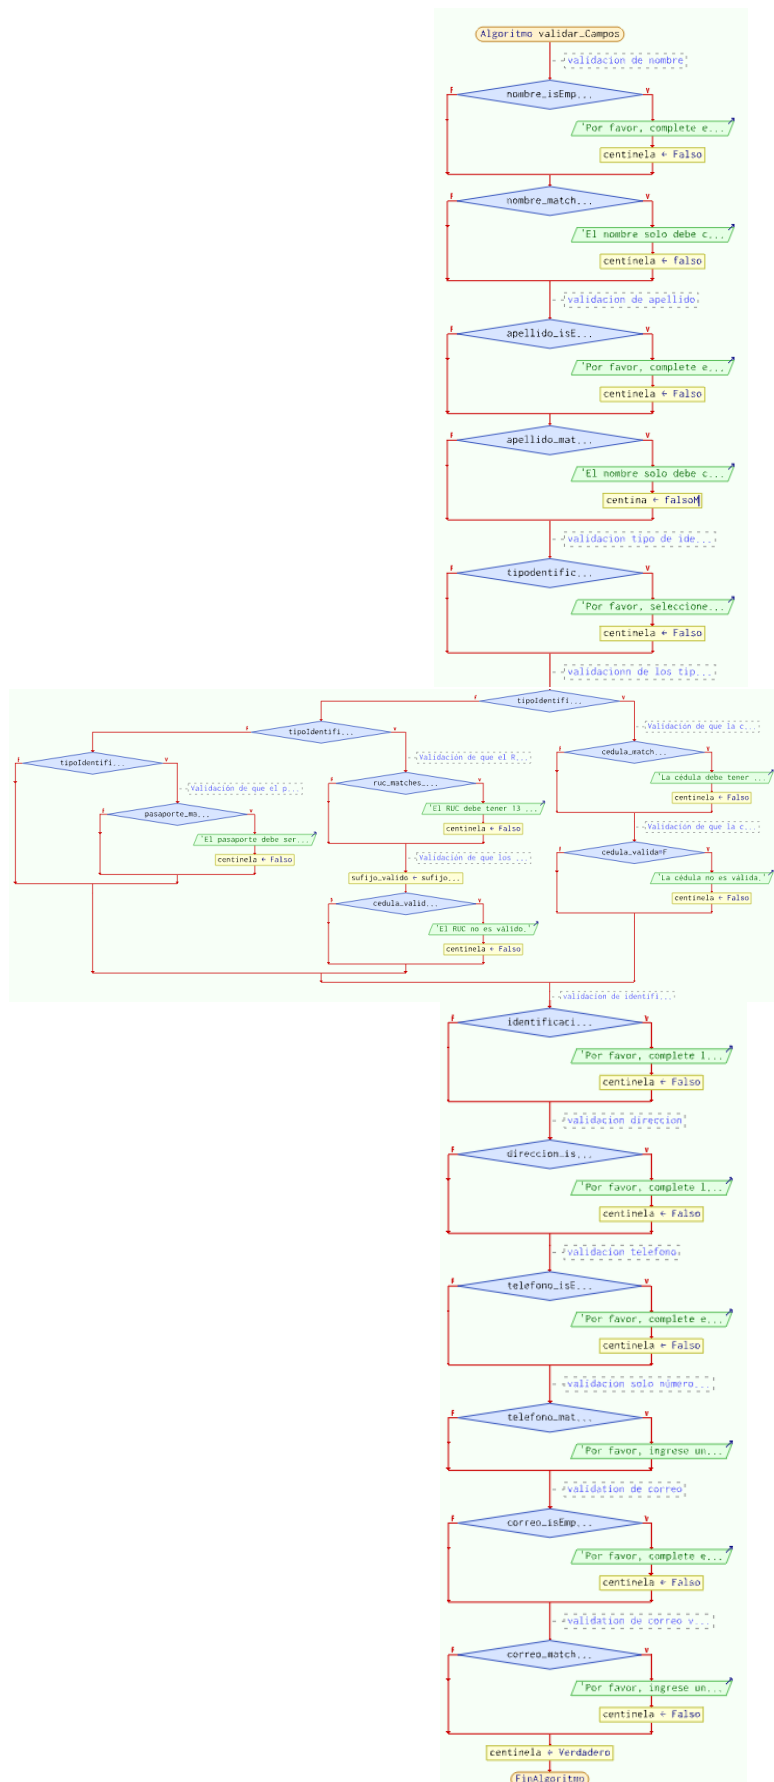 Algoritmo validar_Campos
validacion de nombre
F
nombre_isEmp...
V
'Por favor, complete e...
centinela ← Falso
F
nombre_match...
V
'El nombre solo debe c...
centinela ← falso
validacion de apellido
F
apellido_isE...
V
'Por favor, complete e...
centinela ← Falso
F
apellido_mat...
V
'El nombre solo debe c...
centina ← falsoM
validacion tipo de ide...
F
tipodentific...
V
'Por favor, seleccione...
centinela ← Falso
validacionn de los tip...
F
tipoIdentifi...
V
F
tipoIdentifi...
V
Validación de que la c...
F
tipoIdentifi...
V
Validación de que el R...
F
cedula_match...
V
Validación de que el p...
F
ruc_matches_...
V
'La cédula debe tener ...
centinela ← Falso
F
pasaporte_ma...
V
'El RUC debe tener 13 ...
centinela ← Falso
Validación de que la c...
'El pasaporte debe ser...
centinela ← Falso
Validación de que los ...
F
cedula_valida=F
V
sufijo_valido ← sufijo...
'La cédula no es válida.'
centinela ← Falso
F
cedula_valid...
V
'El RUC no es válido.'
centinela ← Falso
validacion de identifi...
F
identificaci...
V
'Por favor, complete l...
centinela ← Falso
validacion direccion
F
direccion_is...
V
'Por favor, complete l...
centinela ← Falso
validacion telefono
F
telefono_isE...
V
'Por favor, complete e...
centinela ← Falso
validacion solo número...
F
telefono_mat...
V
'Por favor, ingrese un...
validation de correo
F
correo_isEmp...
V
'Por favor, complete e...
centinela ← Falso
validation de correo v...
F
correo_match...
V
'Por favor, ingrese un...
centinela ← Falso
centinela ← Verdadero
FinAlgoritmo